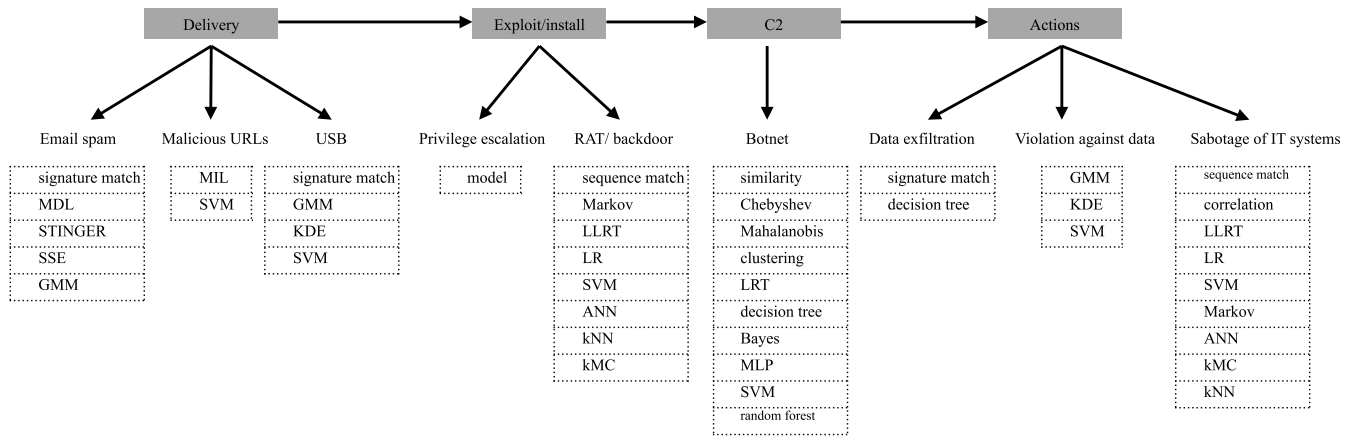 Delivery
Exploit/install
C2
Actions
Email spam
Malicious URLs
USB
Privilege escalation
RAT/ backdoor
Botnet
Data exfiltration
Violation against data
Sabotage of IT systems
signature match
MDL
STINGER
SSE
GMM
MIL
SVM
signature match
GMM
KDE
SVM
model
sequence match
Markov
LLRT
LR
SVM
ANN
kNN
kMC
similarity
Chebyshev
Mahalanobis
clustering
LRT
decision tree
Bayes
MLP
SVM
random forest
signature match
decision tree
GMM
KDE
SVM
sequence match
correlation
LLRT
LR
SVM
Markov
ANN
kMC
kNN